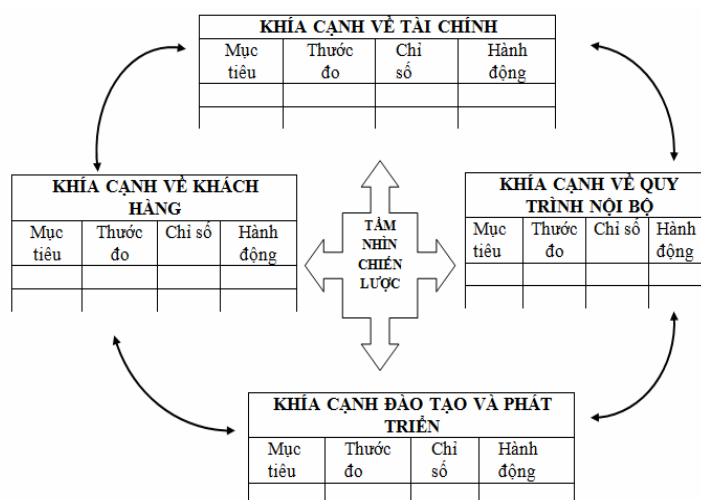 KHÍA CẠNH VỀ TÀI CHÍNH
Mục Thước Chỉ Hành
tiêu đo số động
KHÍA CẠNH VỀ KHÁCH
HÀNG
Mục Thước Chỉ số Hành
tiêu đo động
TẦM
NHÌN
CHIẾN
LƯỢC
KHÍA CẠNH VỀ QUY
TRÌNH NỘI BỘ
Mục Thước Chỉ số Hành
tiêu đo động
KHÍA CẠNH ĐÀO TẠO VÀ PHÁT
TRIỂN
Mục Thước Chỉ Hành
tiêu đo số động